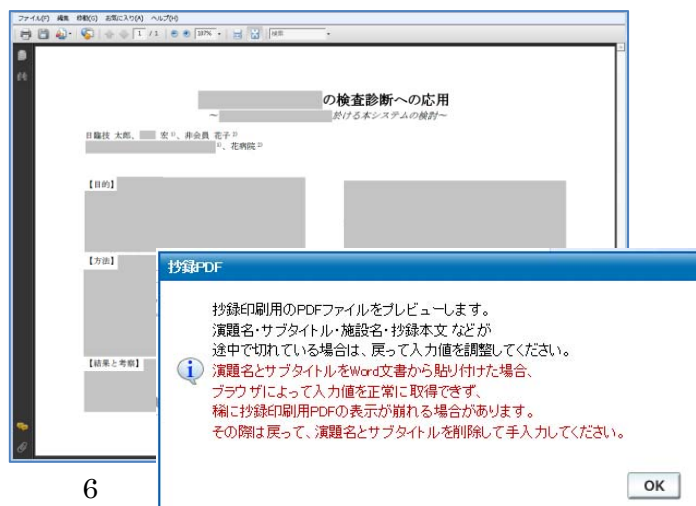 ファイル(F) 編集 移動(G) お気に入り(A) ヘルプ(H)
1 / 1 107% 検索
の検査診断への応用
～ 於ける本システムの検討～
日臨技 太郎、 宏 1)、非会員 花子 2)
1)、花病院 2)
【目的】
【方法】
【結果と考察】
抄録PDF
抄録印刷用のPDFファイルをプレビューします。
演題名・サブタイトル・施設名・抄録本文 などが
途中で切れている場合は、戻って入力値を調整してください。
演題名とサブタイトルをWord文書から貼り付けた場合、
ブラウザによって入力値を正常に取得できず、
稀に抄録印刷用PDFの表示が崩れる場合があります。
その際は戻って、演題名とサブタイトルを削除して手入力してください。
OK
6